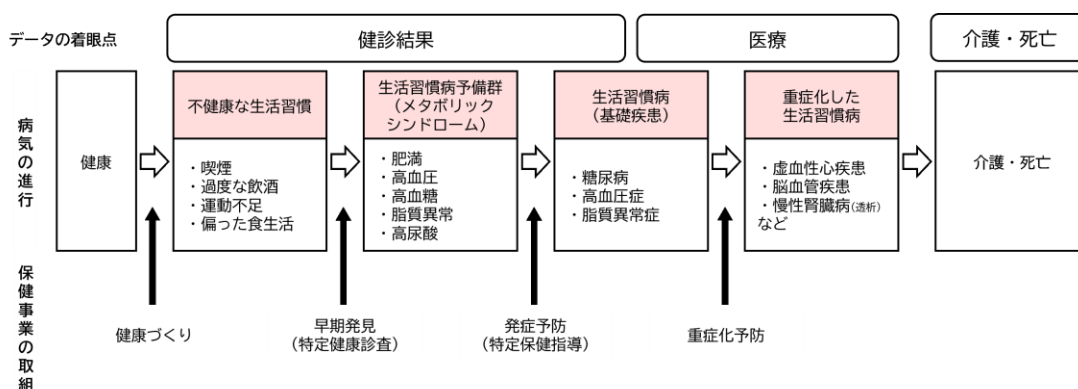 データの着眼点
健診結果
医療
介護・死亡
病気の進行
健康
不健康な生活習慣
・喫煙
・過度な飲酒
・運動不足
・偏った食生活
生活習慣病予備群
(メタボリック
シンドローム)
・肥満
・高血圧
・高血糖
・脂質異常
・高尿酸
生活習慣病
(基礎疾患)
・糖尿病
・高血圧症
・脂質異常症
重症化した
生活習慣病
・虚血性心疾患
・脳血管疾患
・慢性腎臓病(透析)
など
介護・死亡
保健事業の取組
健康づくり
早期発見
(特定健康診査)
発症予防
(特定保健指導)
重症化予防